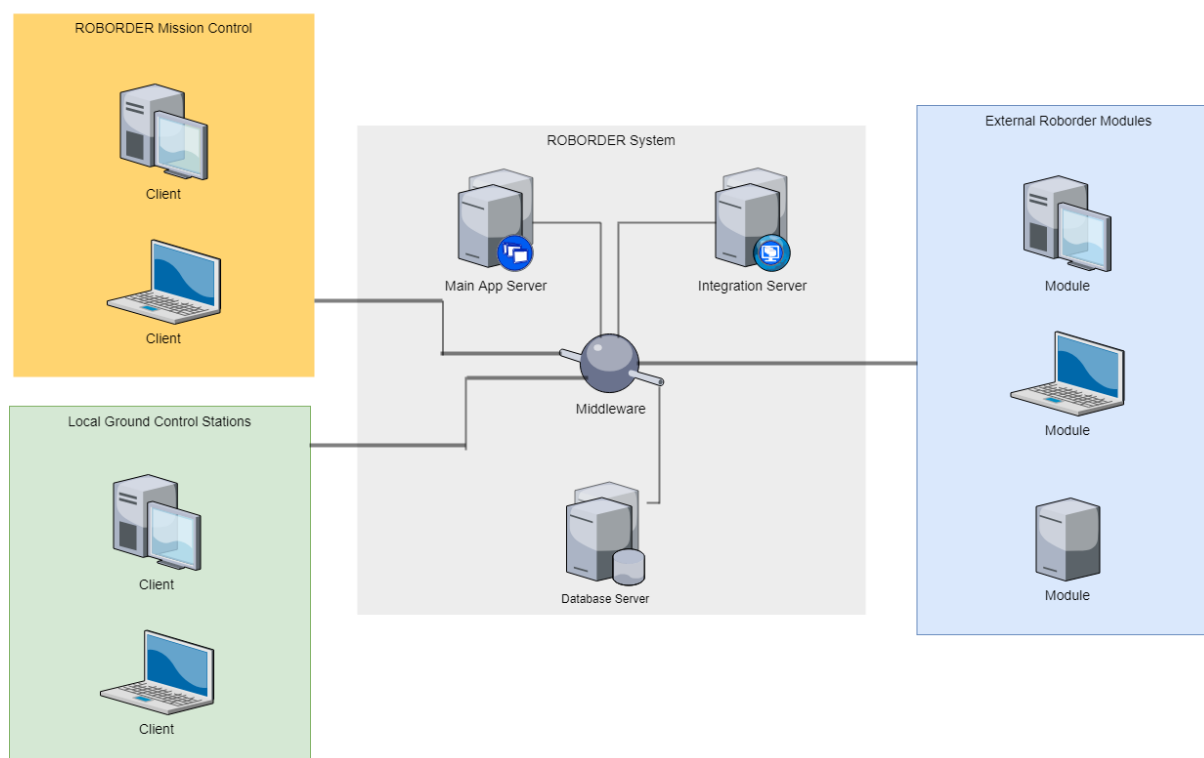 ROBORDER Mission Control
Client
Client
Local Ground Control Stations
Client
Client
ROBORDER System
Main App Server
Integration Server
Middleware
Database Server
External Roborder Modules
Module
Module
Module